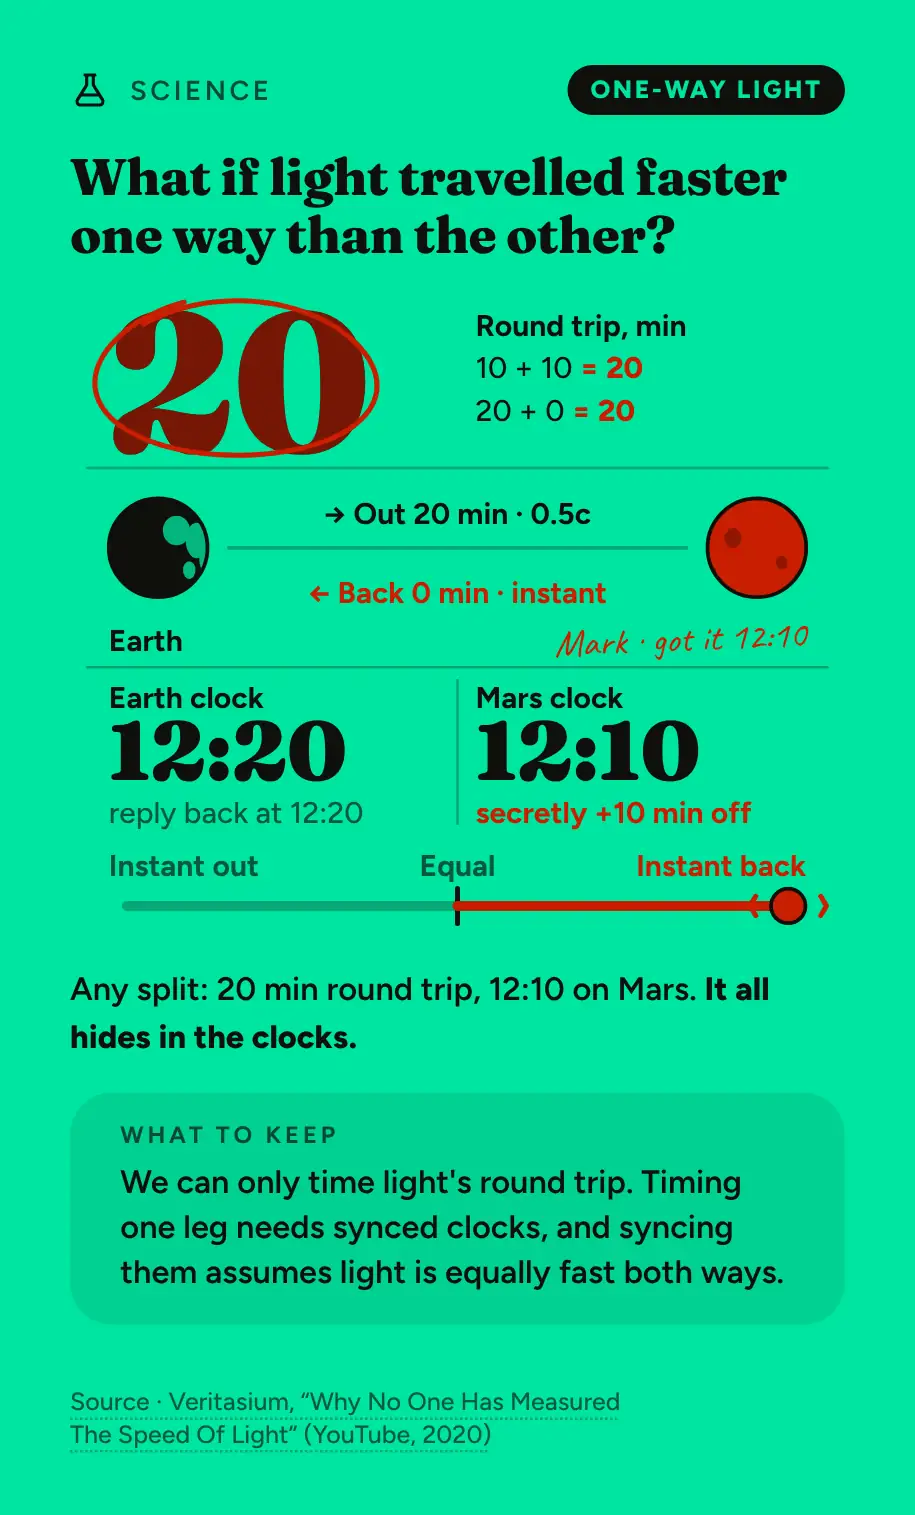 SCIENCE
ONE-WAY LIGHT
What if light travelled faster
one way than the other?
20
Round trip, min
10 + 10 = 20
20 + 0 = 20
→ Out 20 min · 0.5c
← Back 0 min · instant
Earth
Mark · got it 12:10
Earth clock
12:20
reply back at 12:20
Mars clock
12:10
secretly +10 min off
Instant out
Equal
Instant back
Any split: 20 min round trip, 12:10 on Mars. It all
hides in the clocks.
WHAT TO KEEP
We can only time light's round trip. Timing
one leg needs synced clocks, and syncing
them assumes light is equally fast both ways.
Source · Veritasium, “Why No One Has Measured
The Speed Of Light” (YouTube, 2020)